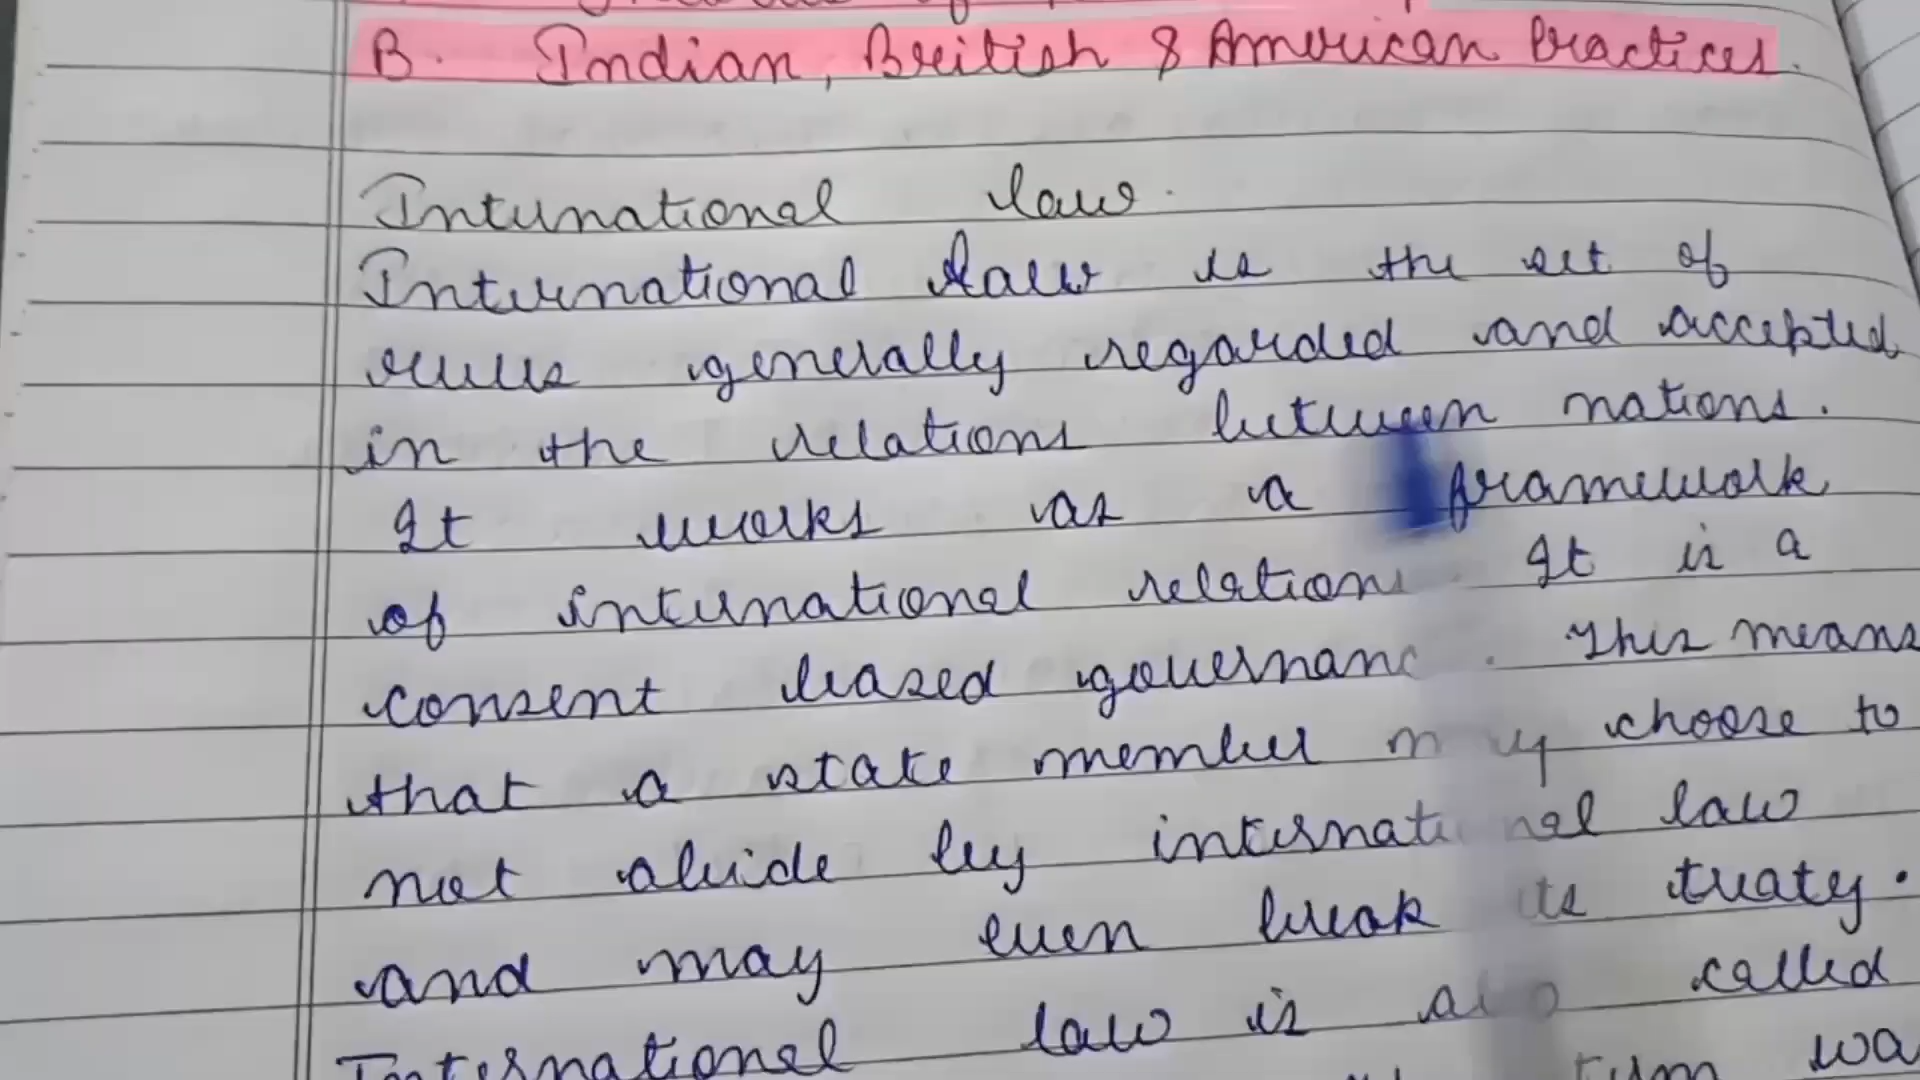 B. Indian, British & American Practices.
International law.
International law is the set of
rules generally regarded and accepted
in the relations between nations.
It works as a framework
of international relations It is a
consent based governanc . This means
that a state member may choose to
not abide by international law
and may even break its treaty.
International law is also called
term wa